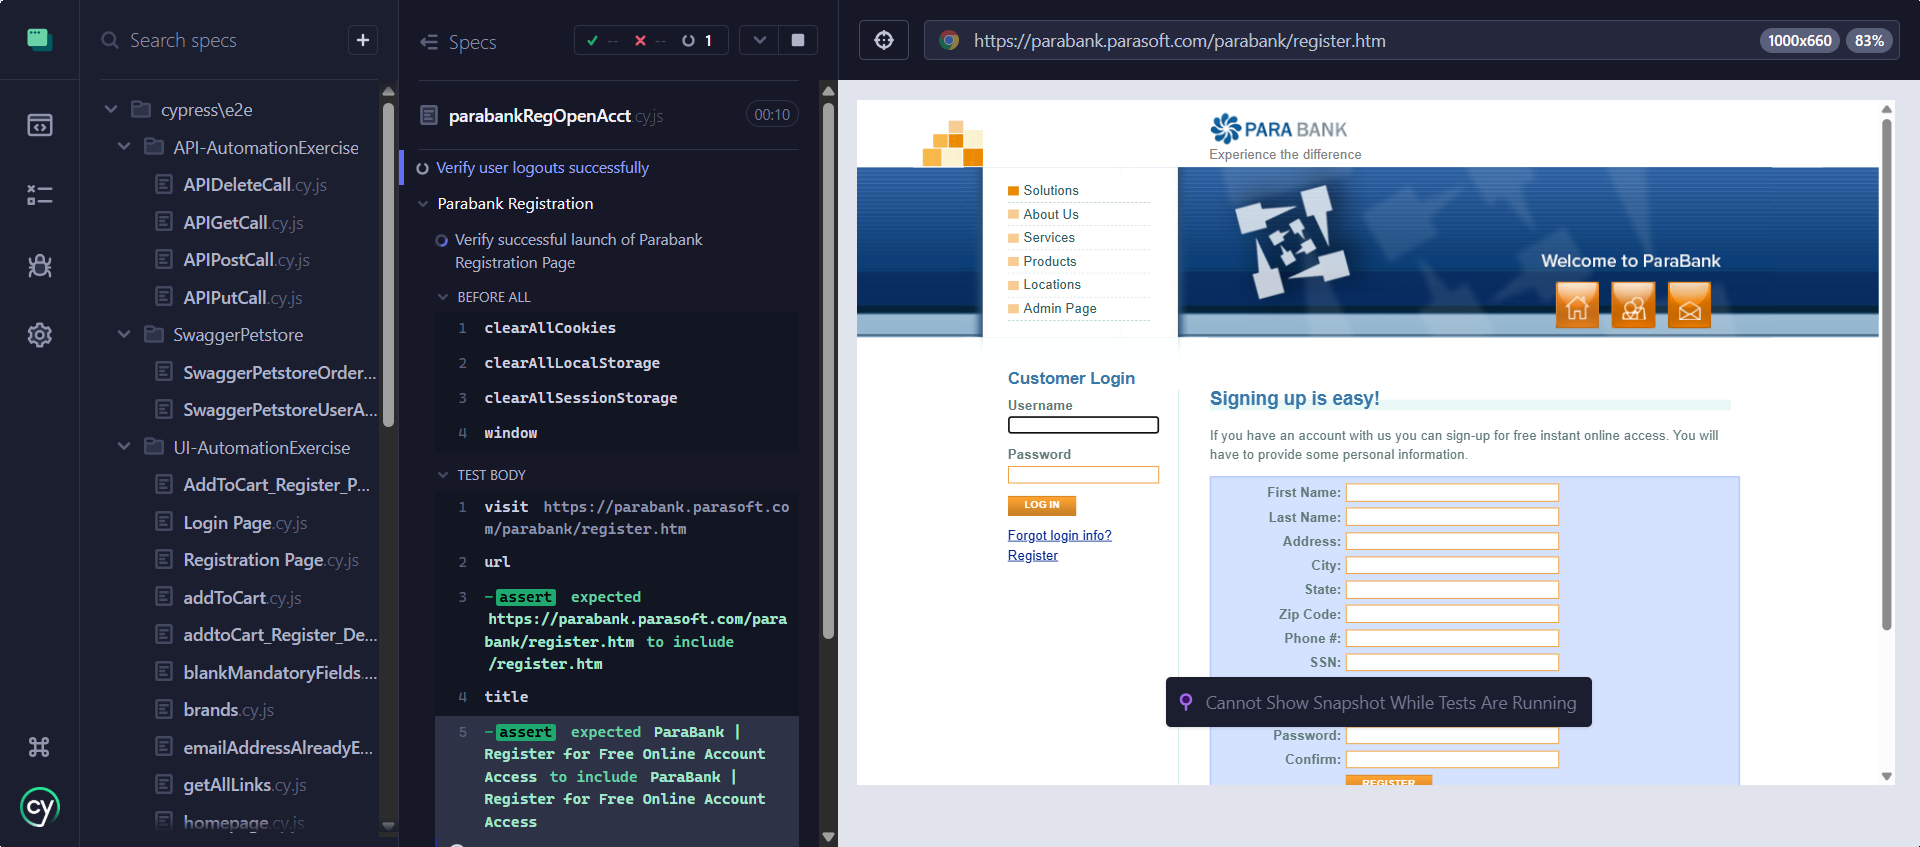 Search specs
+
cypress\e2e
API-AutomationExercise
APIDeleteCall.cy.js
APIGetCall.cy.js
APIPostCall.cy.js
APIPutCall.cy.js
SwaggerPetstore
SwaggerPetstoreOrder...
SwaggerPetstoreUserA...
UI-AutomationExercise
AddToCart_Register_P...
Login Page.cy.js
Registration Page.cy.js
addToCart.cy.js
addtoCart_Register_De...
blankMandatoryFields....
brands.cy.js
emailAddressAlreadyE...
getAllLinks.cy.js
homepage.cy.js
cy
Specs
-- -- 1
parabankRegOpenAcct.cy.js 00:10
Verify user logouts successfully
Parabank Registration
Verify successful launch of Parabank
Registration Page
BEFORE ALL
1 clearAllCookies
2 clearAllLocalStorage
3 clearAllSessionStorage
4 window
TEST BODY
1 visit https://parabank.parasoft.co
m/parabank/register.htm
2 url
3 -assert expected
https://parabank.parasoft.com/para
bank/register.htm to include
/register.htm
4 title
5 -assert expected ParaBank |
Register for Free Online Account
Access to include ParaBank |
Register for Free Online Account
Access
https://parabank.parasoft.com/parabank/register.htm 1000x660 83%
PARA BANK
Experience the difference
Solutions
About Us
Services
Products
Locations
Admin Page
Welcome to ParaBank
Customer Login
Username
Password
LOG IN
Forgot login info?
Register
Signing up is easy!
If you have an account with us you can sign-up for free instant online access. You will
have to provide some personal information.
First Name:
Last Name:
Address:
City:
State:
Zip Code:
Phone #:
SSN:
Cannot Show Snapshot While Tests Are Running
Password:
Confirm:
REGISTER